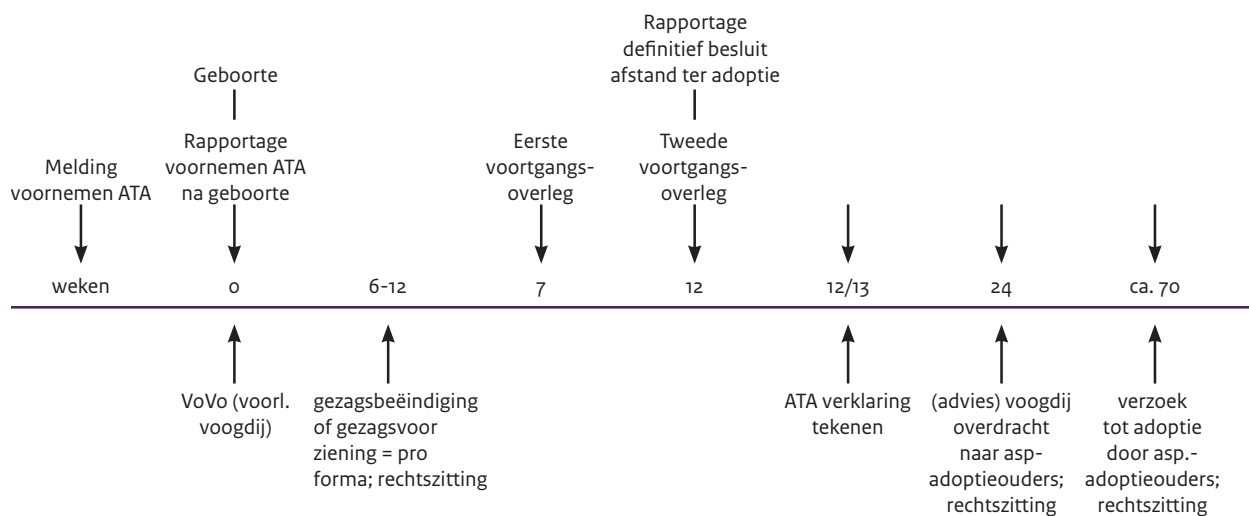 Rapportage
definitief besluit
afstand ter adoptie
Geboorte
Melding
voornemen ATA
Rapportage
voornemen ATA
na geboorte
Eerste
voortgangs-
overleg
Tweede
voortgangs-
overleg
weken
0
6-12
7
12
12/13
24
ca. 70
VoVo (voorl.
voogdij)
gezagsbeëindiging
of gezagsvoor
ziening = pro
forma; rechtszitting
ATA verklaring
tekenen
(advies) voogdij
overdracht
naar asp-
adoptieouders;
rechtszitting
verzoek
tot adoptie
door asp.-
adoptieouders;
rechtszitting